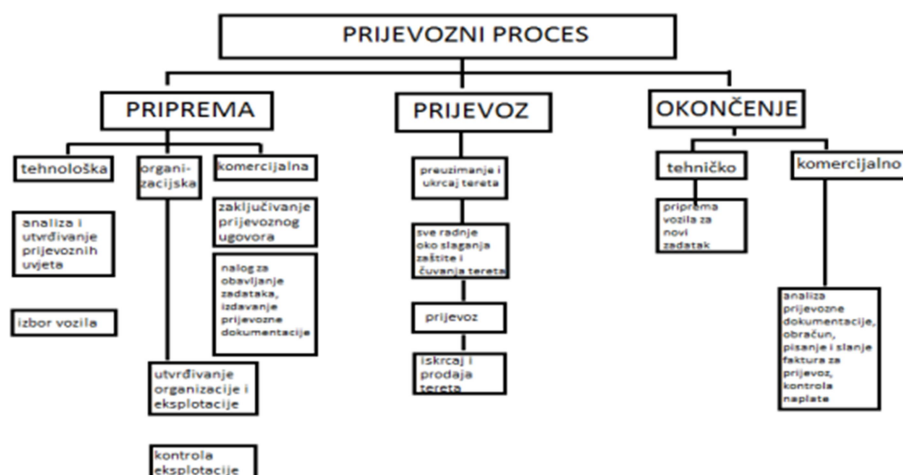 PRIJEVOZNI PROCES
PRIPREMA
tehnološka
analiza i
utvrđivanje
prijevoznih
uvjeta
izbor vozila
organi-
zacijska
utvrđivanje
organizacije i
eksplotacije
kontrola
eksplotacije
komercijalna
zaključivanje
prijevoznog
ugovora
nalog za
obavljanje
zadataka,
izdavanje
prijevozne
dokumentacije
PRIJEVOZ
preuzimanje i
ukrcaj tereta
sve radnje
oko slaganja
zaštite i
čuvanja tereta
prijevoz
iskrcaj i
prodaja
tereta
OKONČENJE
tehničko
priprema
vozila za
novi
zadatak
komercijalno
analiza
prijevozne
dokumentacije,
obračun,
pisanje i slanje
faktura za
prijevoz,
kontrola
naplate